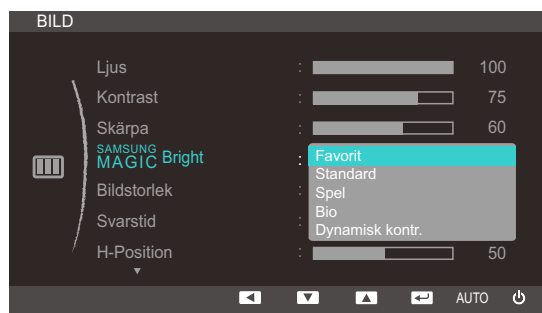 BILD
Ljus : 100
Kontrast : 75
Skärpa : 60
SAMSUNG
MAGIC Bright : Favorit
Standard
Bildstorlek : Spel
Bio
Svarstid : Dynamisk kontr.
H-Position : 50
AUTO